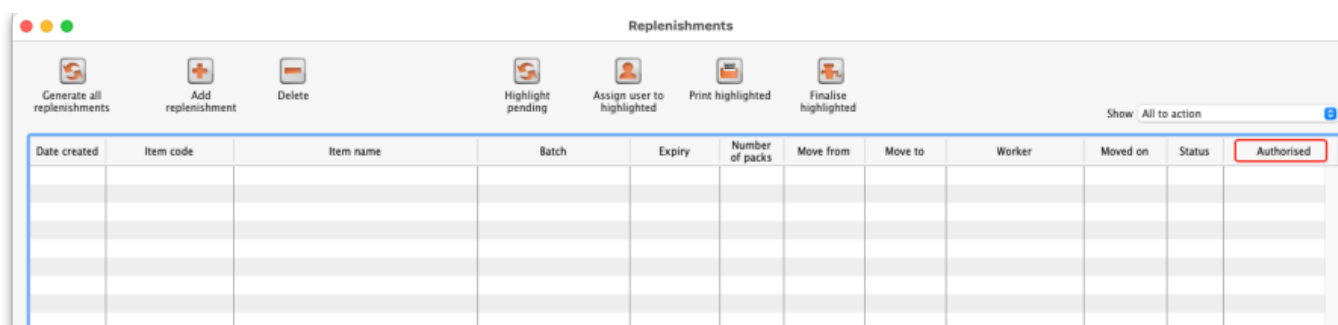 Replenishments
Generate all
replenishments
Add
replenishment
Delete
Highlight
pending
Assign user to
highlighted
Print highlighted
Finalise
highlighted
Show All to action
Date created Item code Item name Batch Expiry Number of packs Move from Move to Worker Moved on Status Authorised